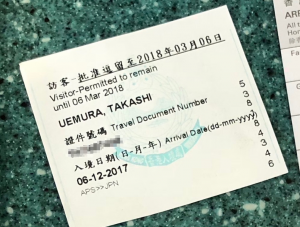 訪客-批准逗留至2018年03月06日
Visitor-Permitted to remain
until 06 Mar 2018
UEMURA, TAKASHI
證件號碼 Travel Document Number
入境日期(日-月-年) Arrival Date(dd-mm-yyyy)
06-12-2017
APS>>JPN